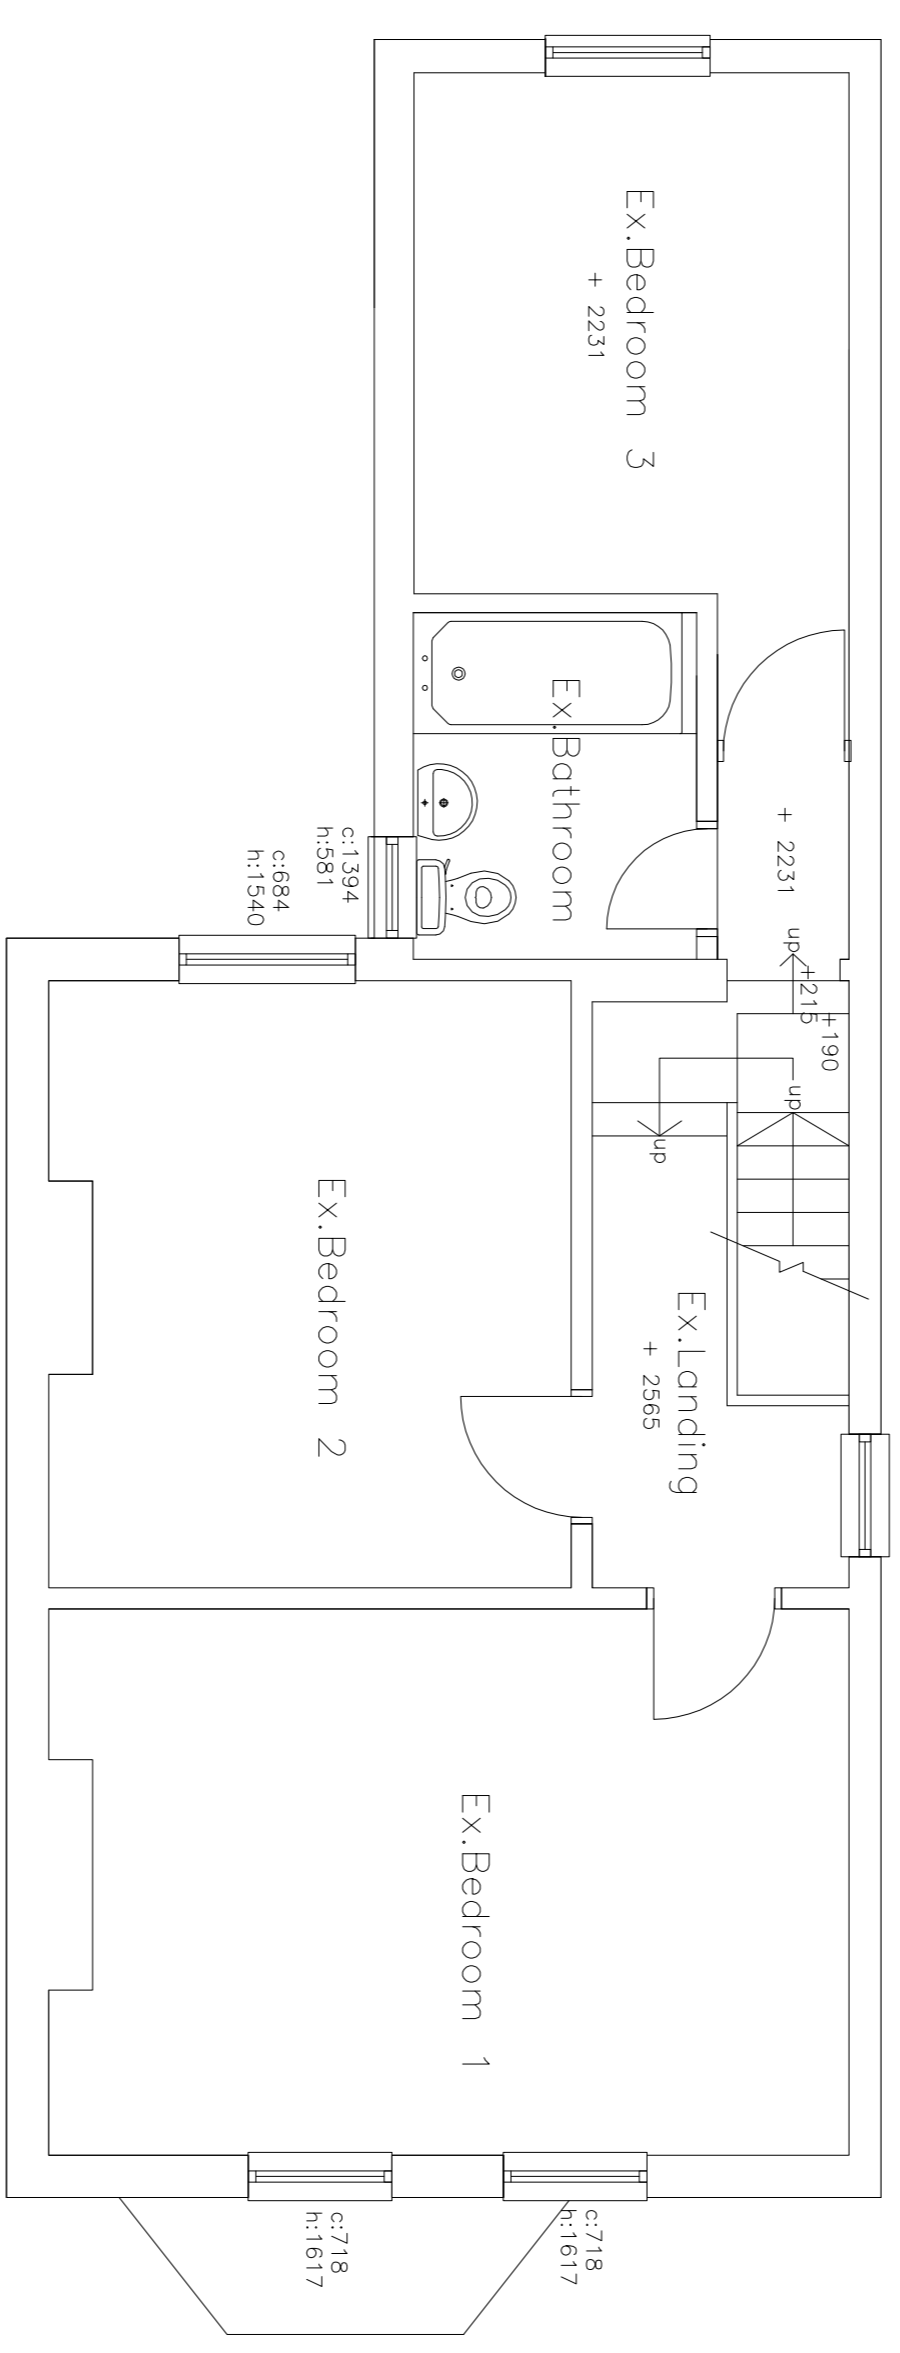 Ex.Bedroom 3
+ 2231
Ex.Bathroom
+ 2231
c:1394
h:581
c:684
h:1540
up
+215
+190
up
up
Ex.Bedroom 2
Ex.Landing
+ 2565
Ex.Bedroom 1
c:718
h:1617
c:718
h:1617